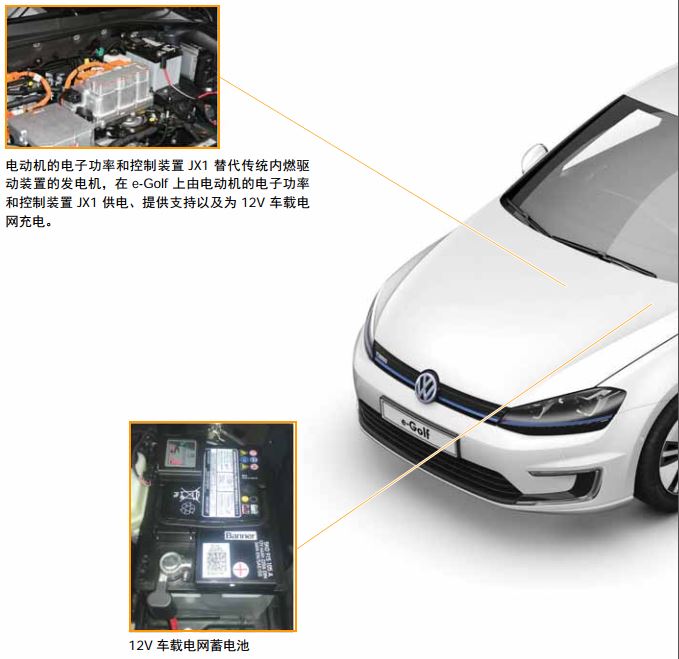 电动机的电子功率和控制装置 JX1 替代传统内燃驱
动装置的发电机，在 e-Golf 上由电动机的电子功率
和控制装置 JX1 供电、提供支持以及为 12V 车载电
网充电。
e-Golf
Banner
5K0 915 105 A
12V 车载电网蓄电池